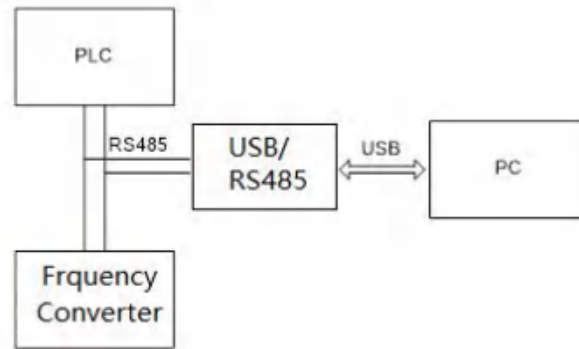 PLC
RS485
USB/
RS485
USB
PC
Frquency
Converter